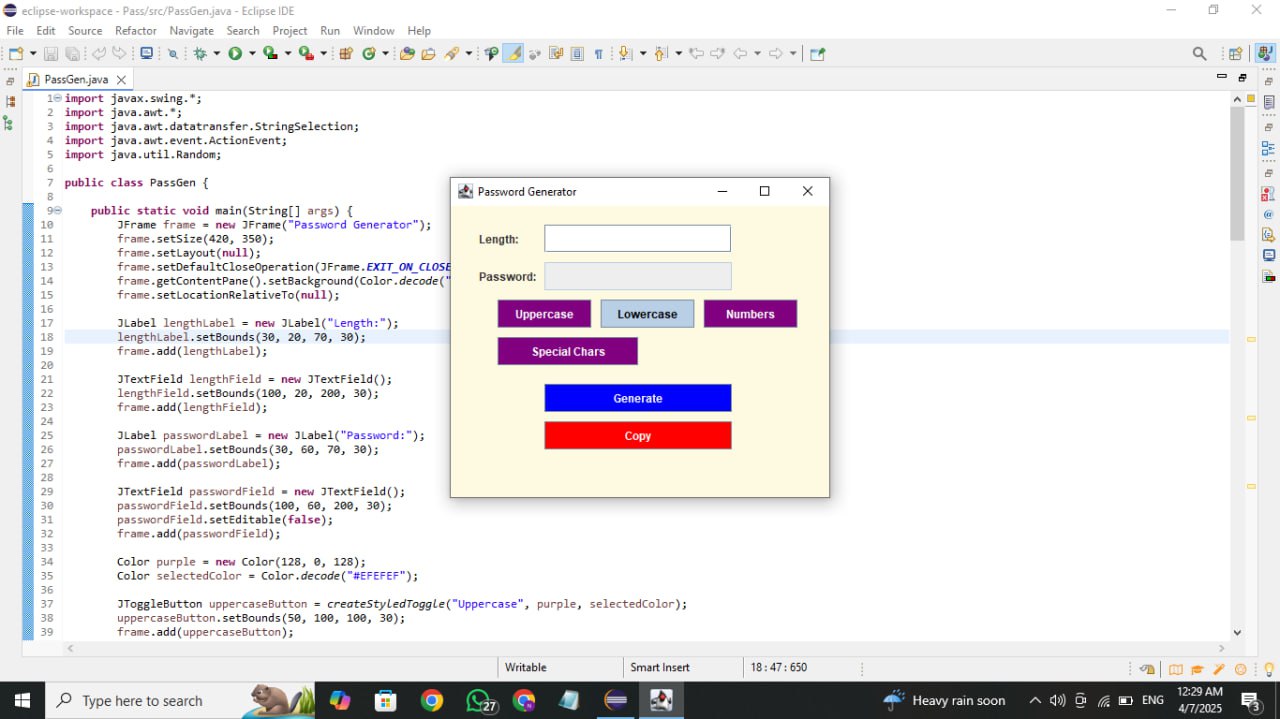 eclipse-workspace - Pass/src/PassGen.java - Eclipse IDE
File Edit Source Refactor Navigate Search Project Run Window Help
PassGen.java
1 import javax.swing.*;
2 import java.awt.*;
3 import java.awt.datatransfer.StringSelection;
4 import java.awt.event.ActionEvent;
5 import java.util.Random;
6
7 public class PassGen {
8
9 public static void main(String[] args) {
10 JFrame frame = new JFrame("Password Generator");
11 frame.setSize(420, 350);
12 frame.setLayout(null);
13 frame.setDefaultCloseOperation(JFrame.EXIT_ON_CLOSE
14 frame.getContentPane().setBackground(Color.decode("
15 frame.setLocationRelativeTo(null);
16
17 JLabel lengthLabel = new JLabel("Length:");
18 lengthLabel.setBounds(30, 20, 70, 30);
19 frame.add(lengthLabel);
20
21 JTextField lengthField = new JTextField();
22 lengthField.setBounds(100, 20, 200, 30);
23 frame.add(lengthField);
24
25 JLabel passwordLabel = new JLabel("Password:");
26 passwordLabel.setBounds(30, 60, 70, 30);
27 frame.add(passwordLabel);
28
29 JTextField passwordField = new JTextField();
30 passwordField.setBounds(100, 60, 200, 30);
31 passwordField.setEditable(false);
32 frame.add(passwordField);
33
34 Color purple = new Color(128, 0, 128);
35 Color selectedColor = Color.decode("#EFEFEF");
36
37 JToggleButton uppercaseButton = createStyledToggle("Uppercase", purple, selectedColor);
38 uppercaseButton.setBounds(50, 100, 100, 30);
39 frame.add(uppercaseButton);
Password Generator
Length:
Password:
Uppercase Lowercase Numbers
Special Chars
Generate
Copy
Writable Smart Insert 18 : 47 : 650
Type here to search 27 Heavy rain soon ENG 12:29 AM
4/7/2025 3